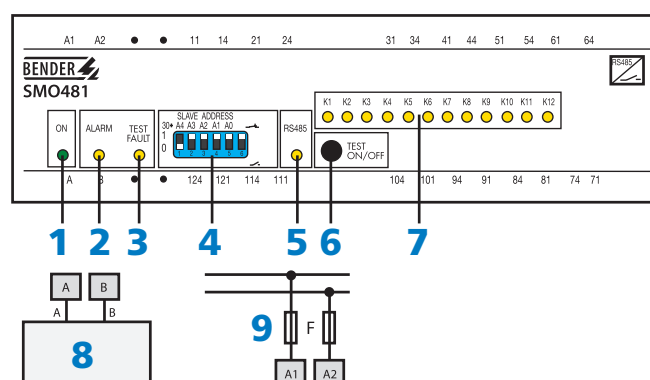 A1 A2 • • 11 14 21 24 31 34 41 44 51 54 61 64
BENDER
SMO481
RS485
ON
ALARM
TEST FAULT
SLAVE ADDRESS
30+ A4 A3 A2 A1 A0
1
0
1 2 3 4 5 6
RS485
K1 K2 K3 K4 K5 K6 K7 K8 K9 K10 K11 K12
TEST
ON/OFF
A B • • 124 121 114 111 104 101 94 91 84 81 74 71
1 2 3 4 5 6 7
A B
A B
8
9 F
A1 A2